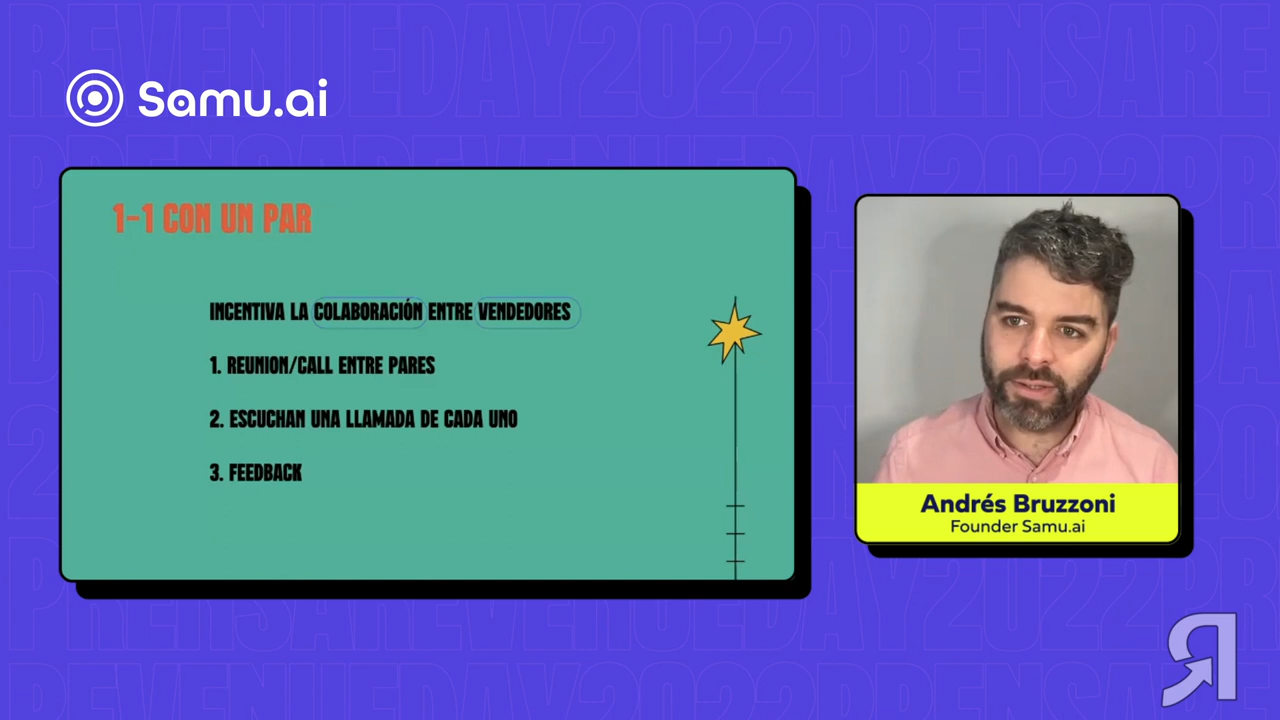 REVENUEDAY2022PRENSARE
Samu.ai
1-1 CON UN PAR
INCENTIVA LA COLABORACIÓN ENTRE VENDEDORES
1. REUNION/CALL ENTRE PARES
2. ESCUCHAN UNA LLAMADA DE CADA UNO
3. FEEDBACK
Andrés Bruzzoni
Founder Samu.ai